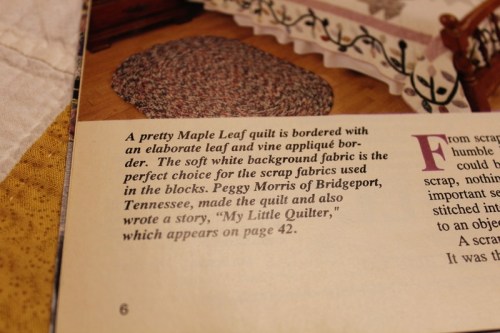 A pretty Maple Leaf quilt is bordered with
an elaborate leaf and vine appliqué bor-
der. The soft white background fabric is the
perfect choice for the scrap fabrics used
in the blocks. Peggy Morris of Bridgeport,
Tennessee, made the quilt and also
wrote a story, "My Little Quilter,"
which appears on page 42.
6
From scrap
humble
could b
scrap, nothin
important se
stitched into
to an objec
A scra
It was th